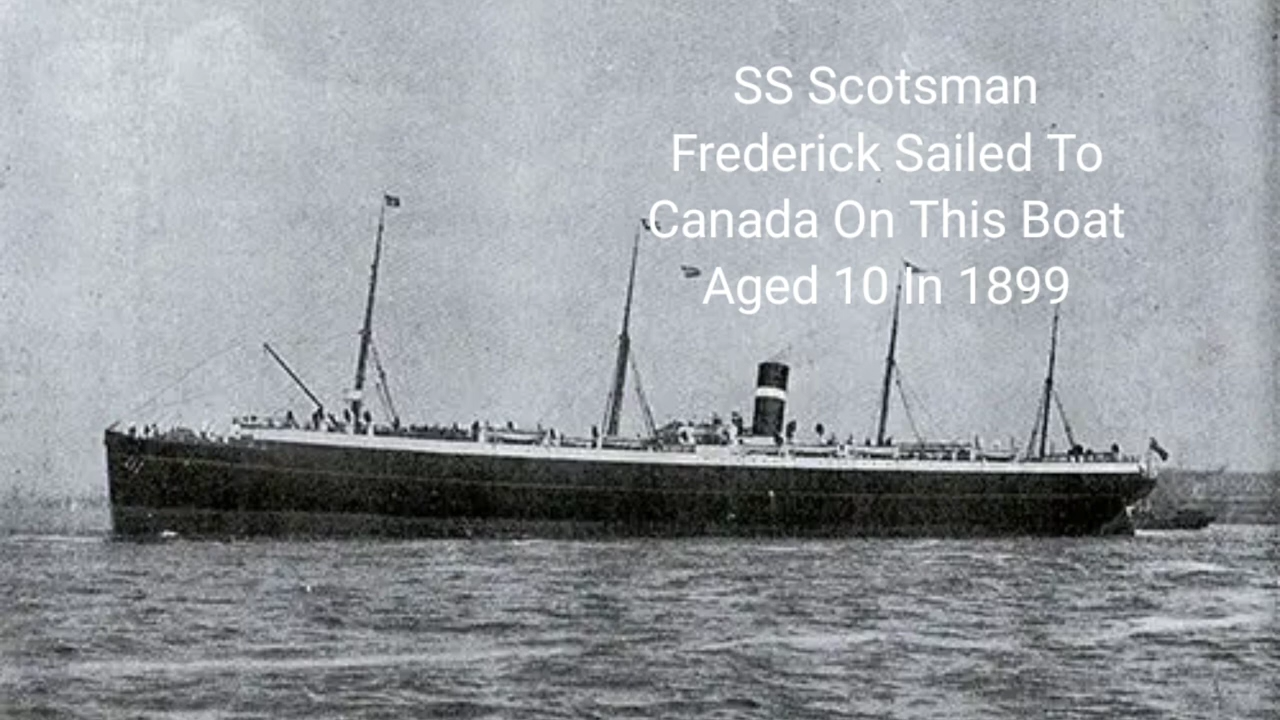 SS Scotsman
Frederick Sailed To
Canada On This Boat
Aged 10 In 1899